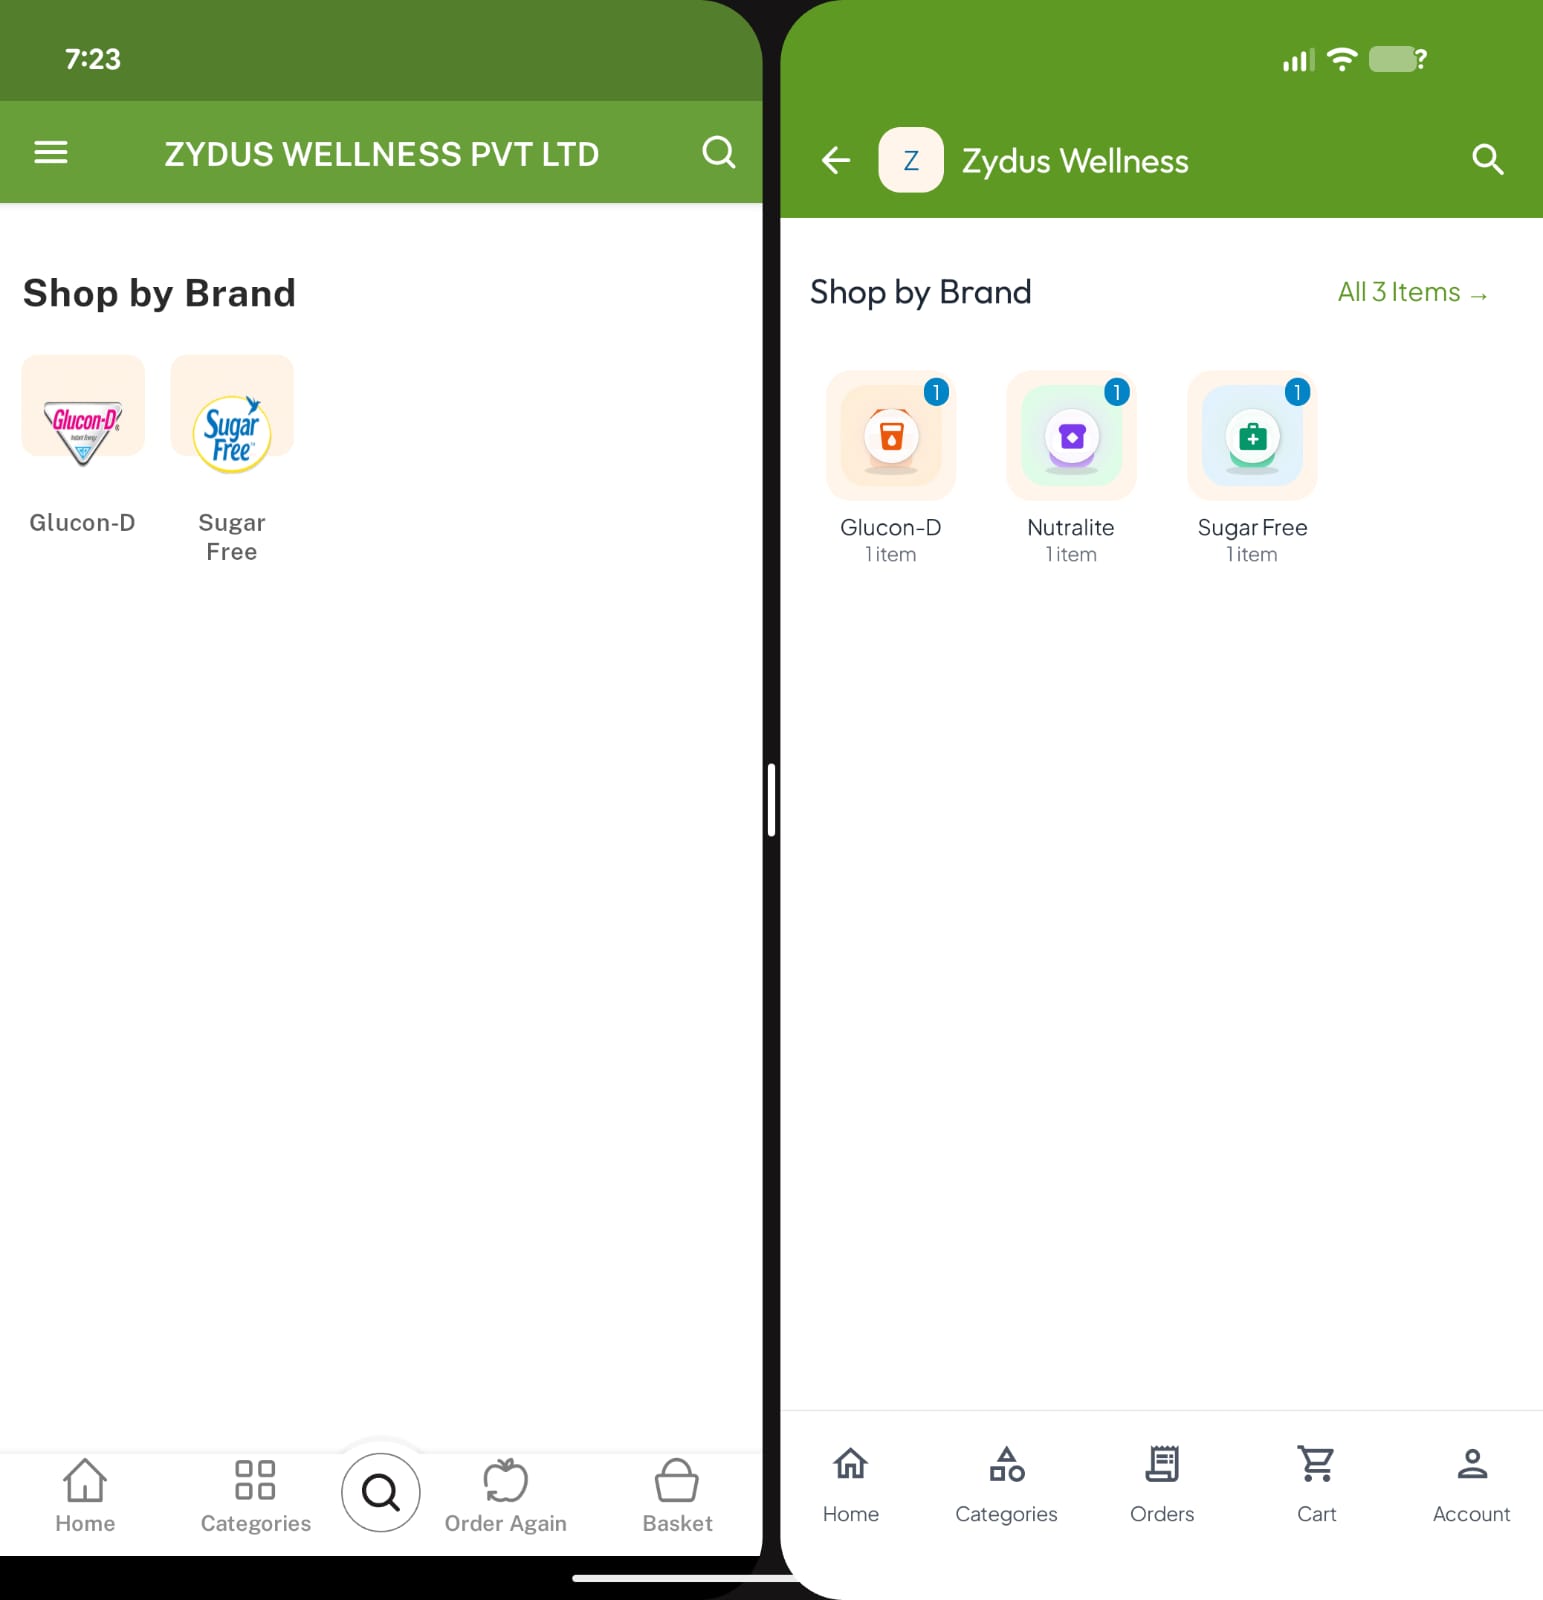 7:23
ZYDUS WELLNESS PVT LTD
Shop by Brand
Glucon-D
Instant Energy
Sugar
Free
Glucon-D
Sugar
Free
Home
Categories
Order Again
Basket
?
Z
Zydus Wellness
Shop by Brand
All 3 Items →
1
1
1
Glucon-D
1 item
Nutralite
1 item
Sugar Free
1 item
Home
Categories
Orders
Cart
Account